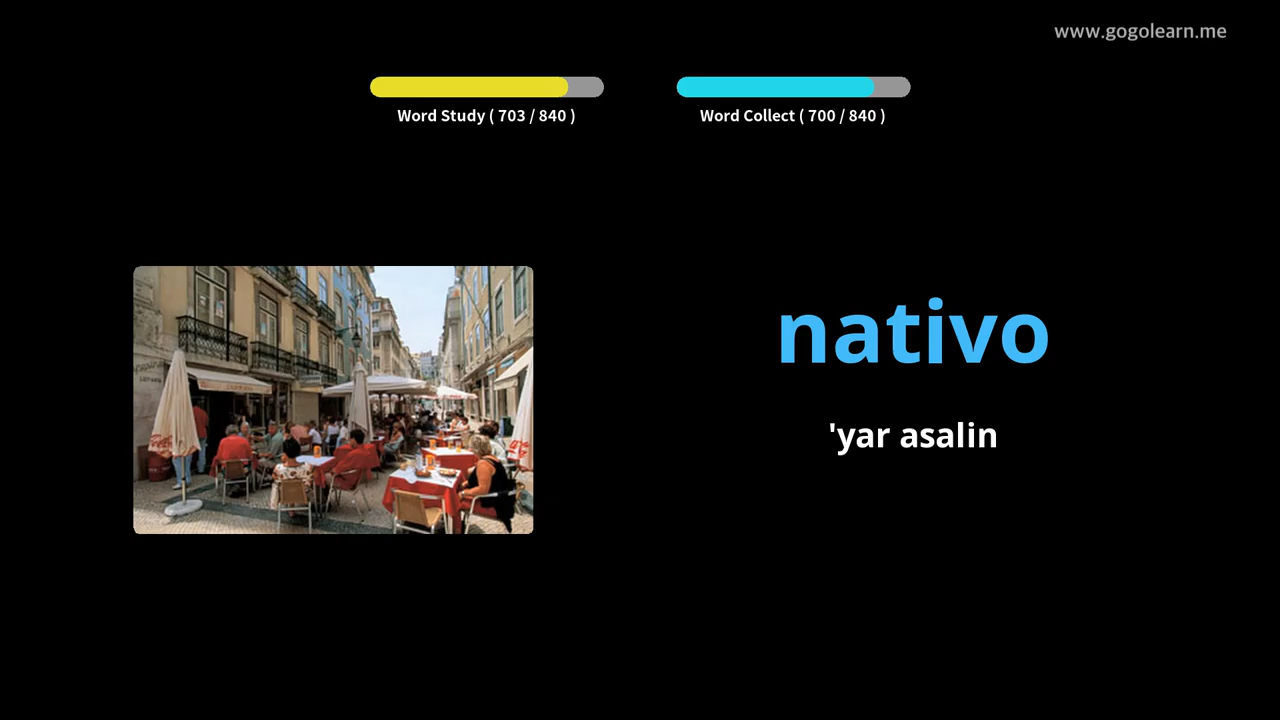 www.gogolearn.me
Word Study ( 703 / 840 )
Word Collect ( 700 / 840 )
nativo
'yar asalin